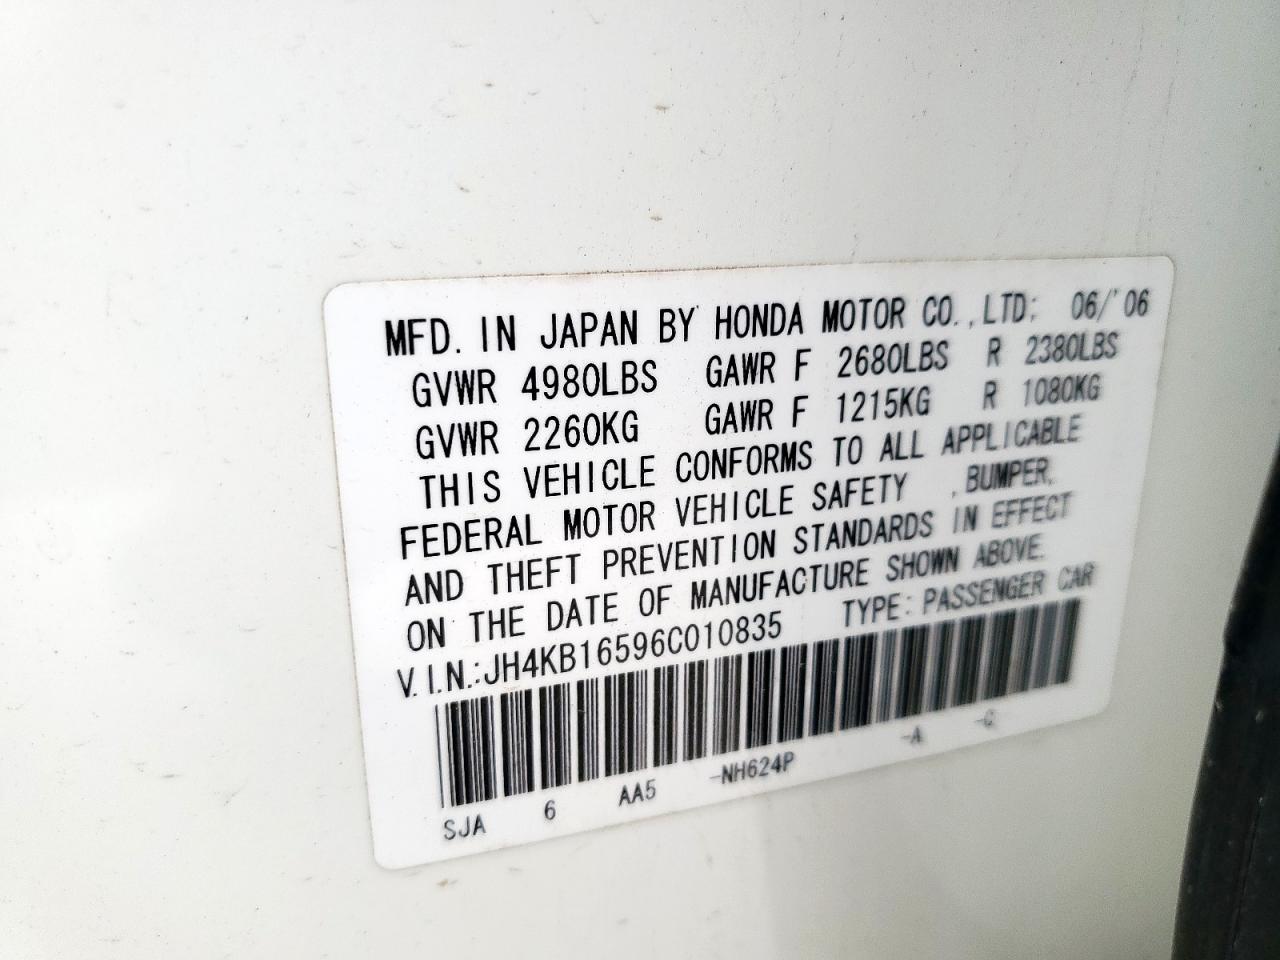 MFD. IN JAPAN BY HONDA MOTOR CO.,LTD; 06/'06
GVWR 4980LBS GAWR F 2680LBS R 2380LBS
GVWR 2260KG GAWR F 1215KG R 1080KG
THIS VEHICLE CONFORMS TO ALL APPLICABLE
FEDERAL MOTOR VEHICLE SAFETY , BUMPER,
AND THEFT PREVENTION STANDARDS IN EFFECT
ON THE DATE OF MANUFACTURE SHOWN ABOVE.
V.I.N.:JH4KB16596C010835 TYPE: PASSENGER CAR
SJA 6 AA5 -NH624P -A -C